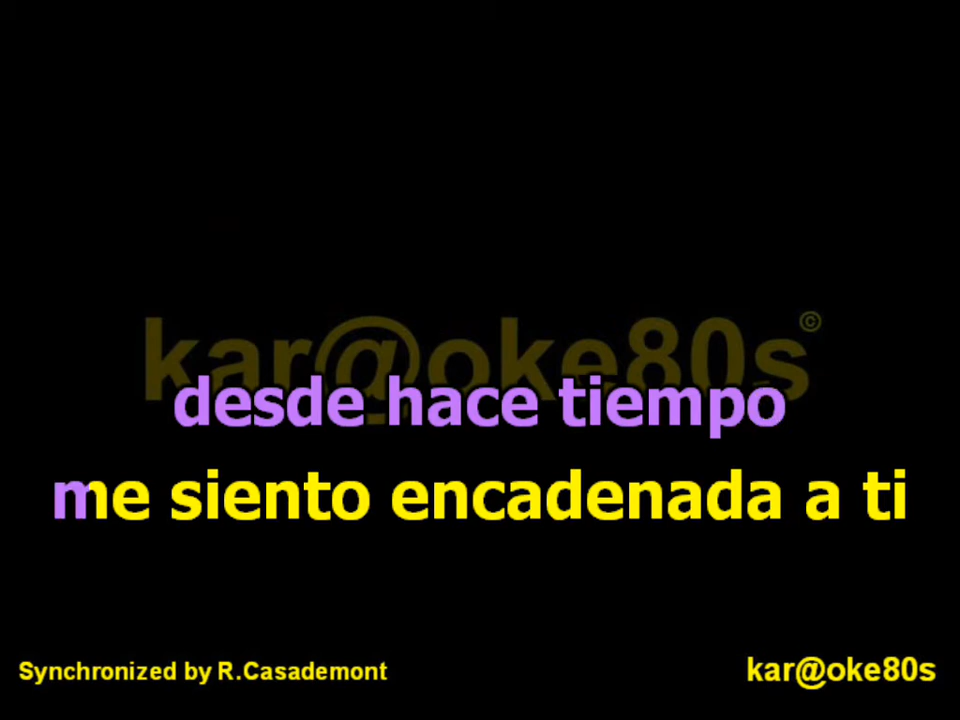 kar@oke80s©
desde hace tiempo
me siento encadenada a ti
Synchronized by R.Casademont
kar@oke80s